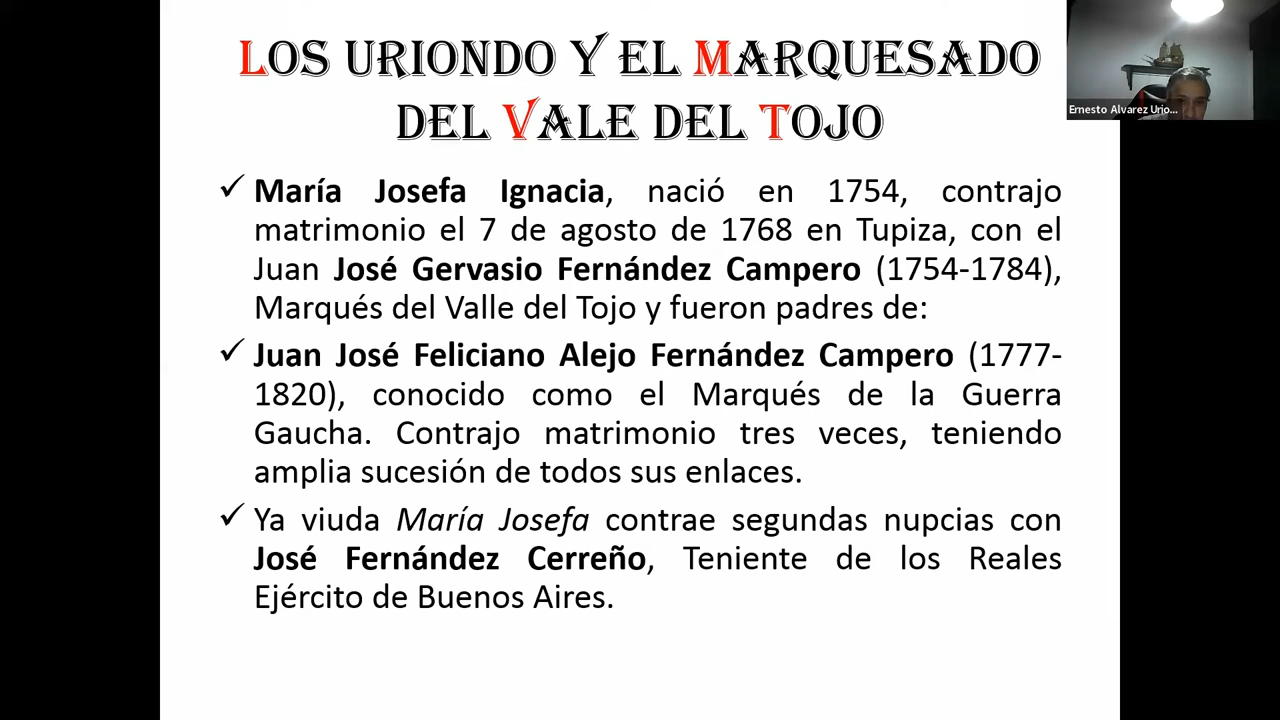 LOS URIONDO Y EL MARQUESADO
DEL VALE DEL TOJO
Ernesto Alvarez Urio...
✓ María Josefa Ignacia, nació en 1754, contrajo
matrimonio el 7 de agosto de 1768 en Tupiza, con el
Juan José Gervasio Fernández Campero (1754-1784),
Marqués del Valle del Tojo y fueron padres de:
✓ Juan José Feliciano Alejo Fernández Campero (1777-
1820), conocido como el Marqués de la Guerra
Gaucha. Contrajo matrimonio tres veces, teniendo
amplia sucesión de todos sus enlaces.
✓ Ya viuda María Josefa contrae segundas nupcias con
José Fernández Cerreño, Teniente de los Reales
Ejército de Buenos Aires.